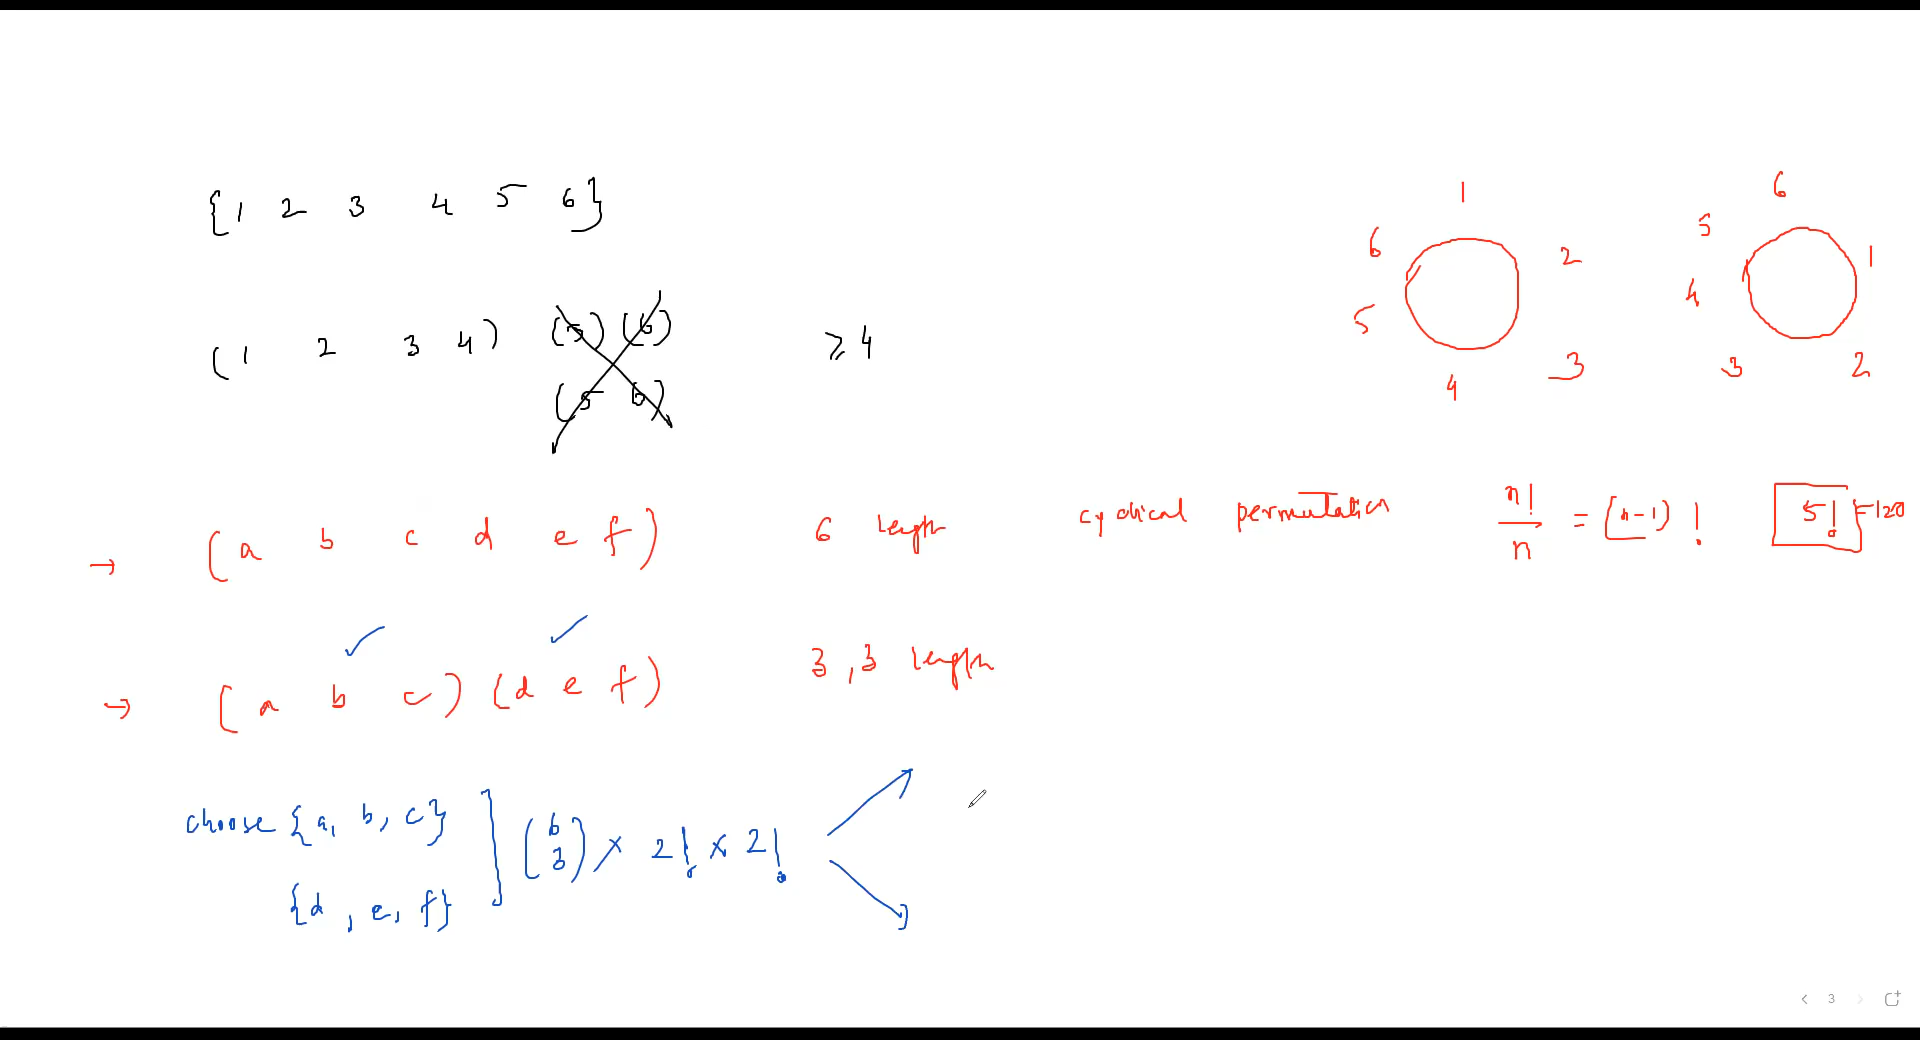 {1 2 3 4 5 6}
(1 2 3 4) (5) (6) ≥ 4
(5 6)
1
6 2
5 3
4
6
5 1
4
3 2
→ (a b c d e f) 6 length cyclical permutation n!/n = (n-1)! 5! = 120
→ (a b c) (d e f) 3, 3 length
choose {a, b, c} ] (6 3) × 2! × 2!
{d, e, f}
3